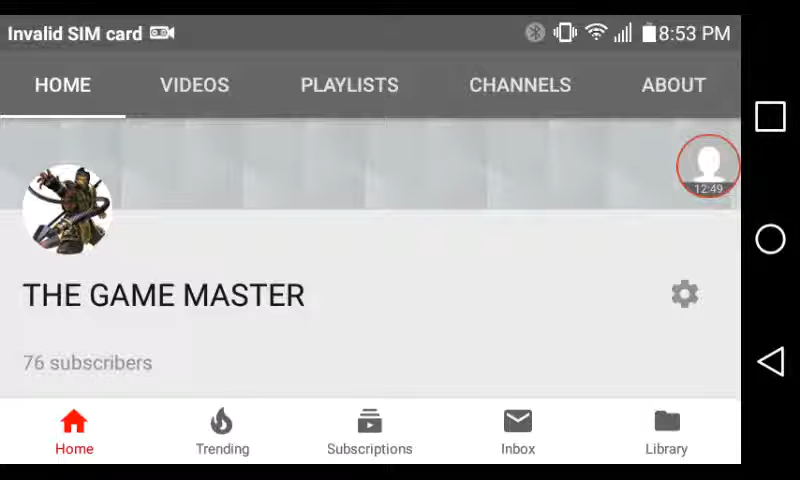 Invalid SIM card 8:53 PM
HOME VIDEOS PLAYLISTS CHANNELS ABOUT
12:49
THE GAME MASTER
76 subscribers
Home Trending Subscriptions Inbox Library